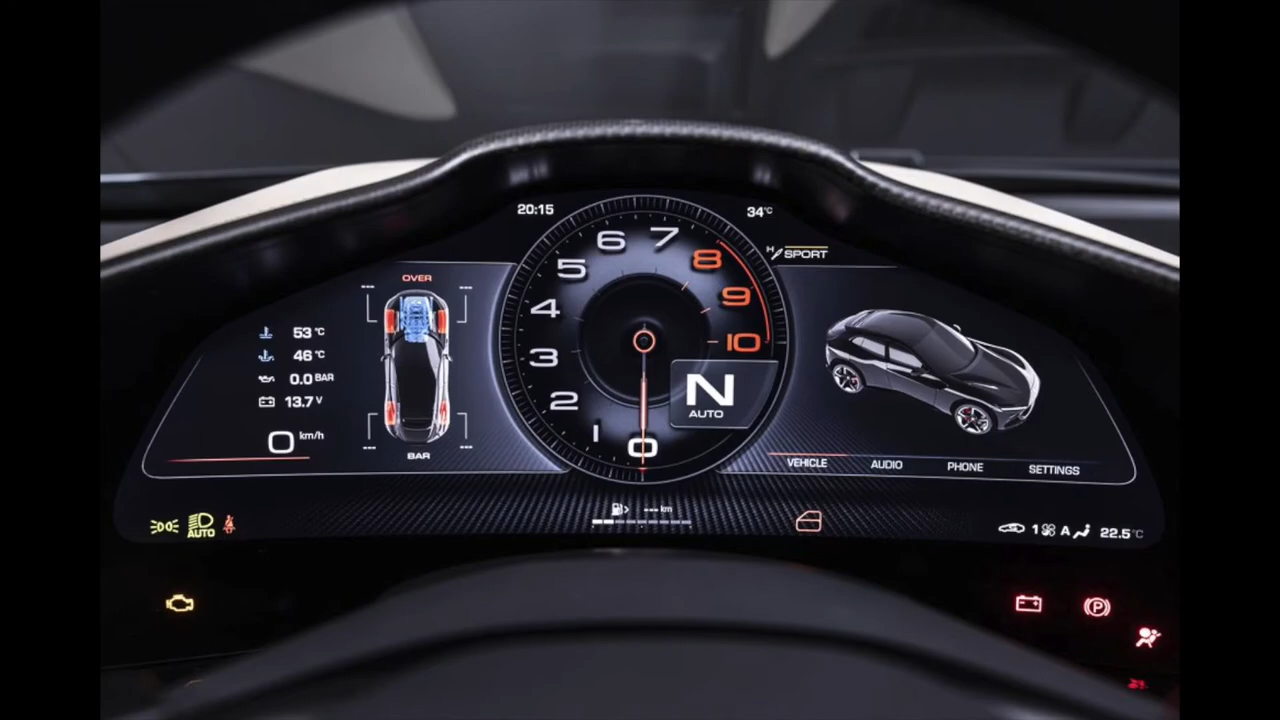 20:15
34°C
H SPORT
OVER
--- ---
53 °C
46 °C
0.0 BAR
13.7 V
0 km/h
--- ---
BAR
0
1
2
3
4
5
6
7
8
9
10
N
AUTO
VEHICLE AUDIO PHONE SETTINGS
--- km
AUTO
1 A 22.5°C
P